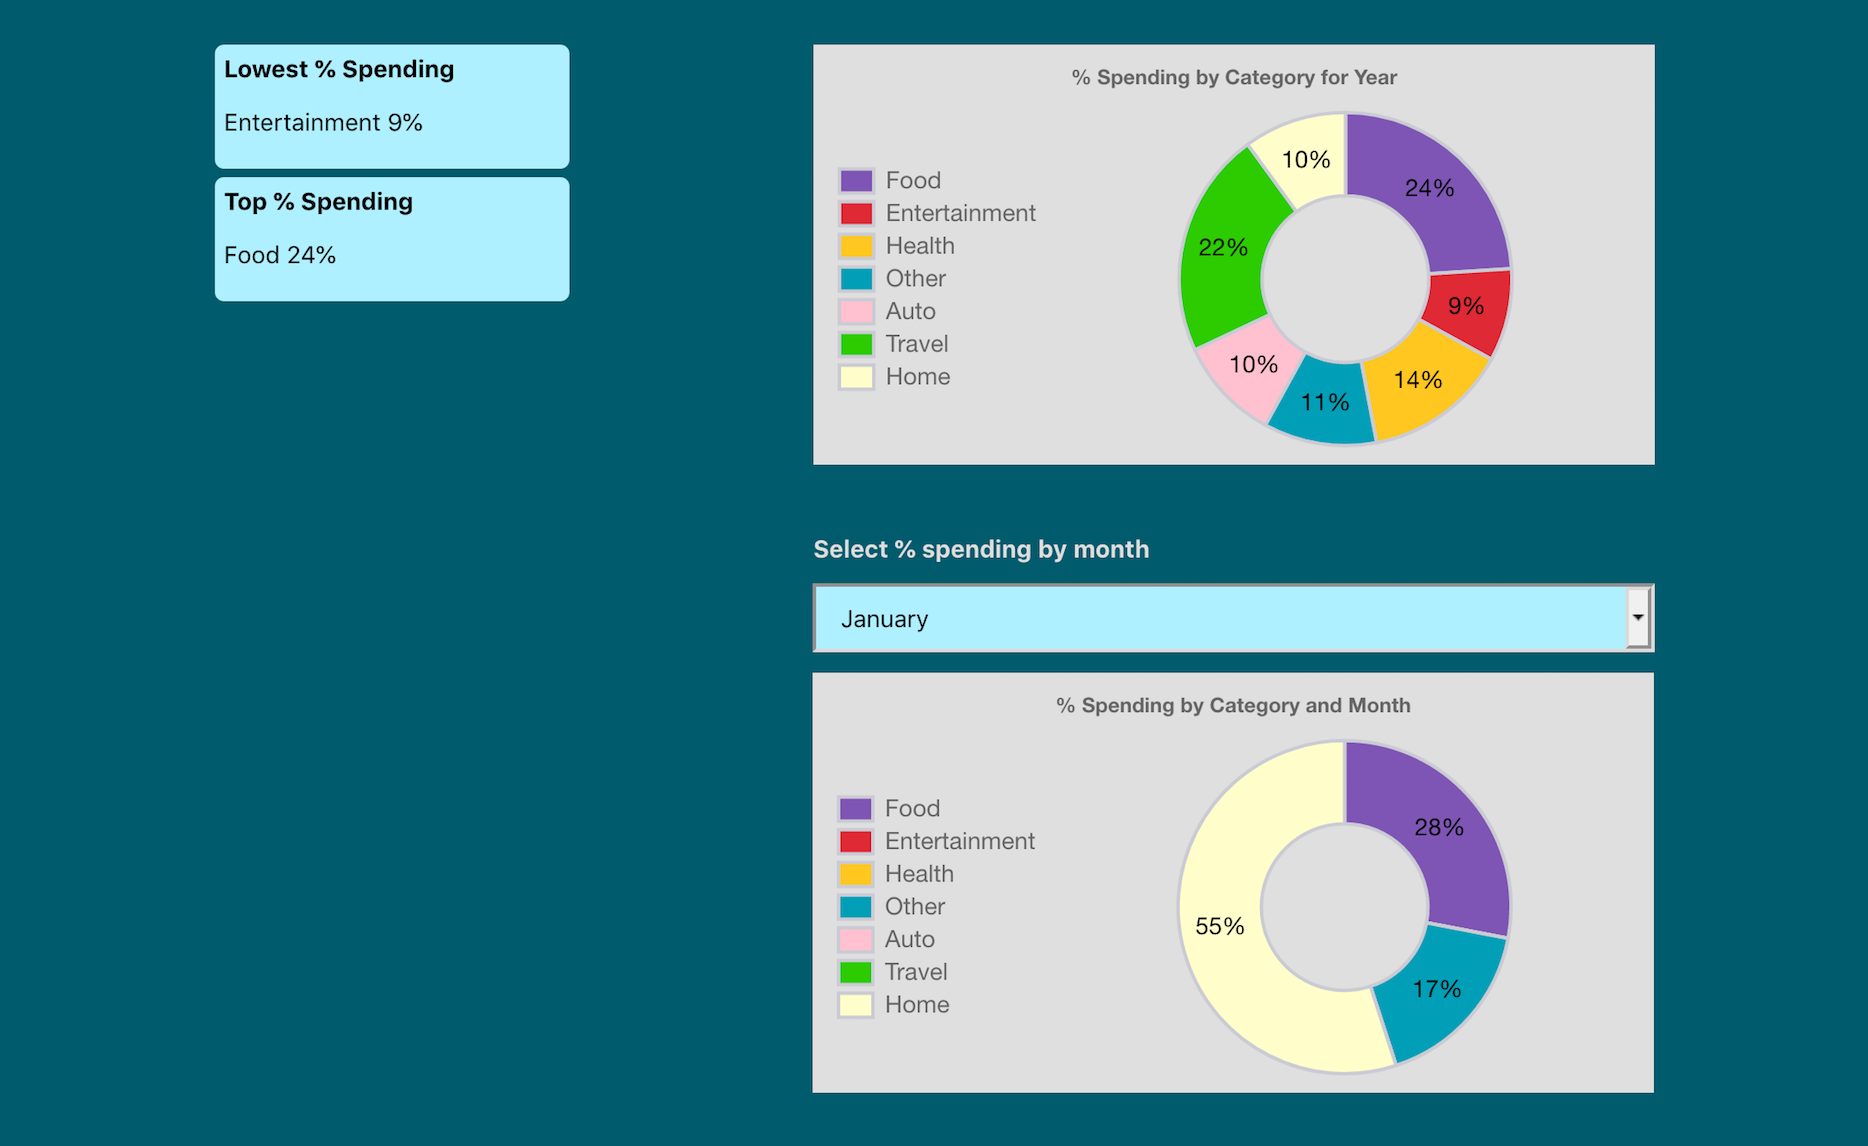 Lowest % Spending
Entertainment 9%
Top % Spending
Food 24%
% Spending by Category for Year
Food
Entertainment
Health
Other
Auto
Travel
Home
10%
24%
22%
9%
10%
14%
11%
Select % spending by month
January
% Spending by Category and Month
Food
Entertainment
Health
Other
Auto
Travel
Home
28%
55%
17%